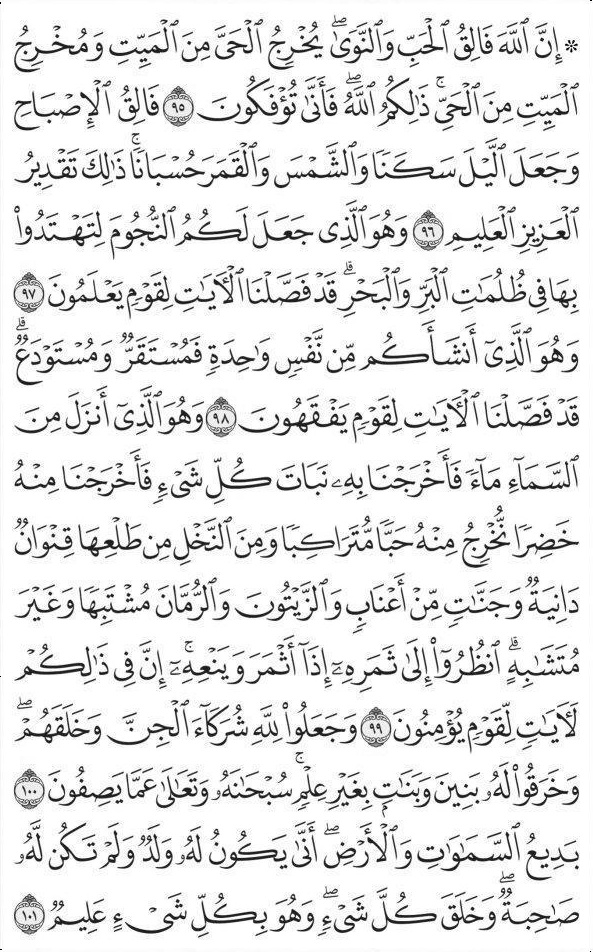 ۞ إِنَّ ٱللَّهَ فَالِقُ ٱلْحَبِّ وَٱلنَّوَىٰۖ يُخْرِجُ ٱلْحَىَّ مِنَ ٱلْمَيِّتِ وَمُخْرِجُ
ٱلْمَيِّتِ مِنَ ٱلْحَىِّۚ ذَٰلِكُمُ ٱللَّهُۖ فَأَنَّىٰ تُؤْفَكُونَ ۝٩٥ فَالِقُ ٱلْإِصْبَاحِ
وَجَعَلَ ٱلَّيْلَ سَكَنًا وَٱلشَّمْسَ وَٱلْقَمَرَ حُسْبَانًاۚ ذَٰلِكَ تَقْدِيرُ
ٱلْعَزِيزِ ٱلْعَلِيمِ ۝٩٦ وَهُوَ ٱلَّذِى جَعَلَ لَكُمُ ٱلنُّجُومَ لِتَهْتَدُوا۟
بِهَا فِى ظُلُمَٰتِ ٱلْبَرِّ وَٱلْبَحْرِۗ قَدْ فَصَّلْنَا ٱلْءَايَٰتِ لِقَوْمٍ يَعْلَمُونَ ۝٩٧
وَهُوَ ٱلَّذِىٓ أَنشَأَكُم مِّن نَّفْسٍ وَٰحِدَةٍ فَمُسْتَقَرٌّ وَمُسْتَوْدَعٌۗ
قَدْ فَصَّلْنَا ٱلْءَايَٰتِ لِقَوْمٍ يَفْقَهُونَ ۝٩٨ وَهُوَ ٱلَّذِىٓ أَنزَلَ مِنَ
ٱلسَّمَآءِ مَآءً فَأَخْرَجْنَا بِهِۦ نَبَاتَ كُلِّ شَىْءٍ فَأَخْرَجْنَا مِنْهُ
خَضِرًا نُّخْرِجُ مِنْهُ حَبًّا مُّتَرَاكِبًا وَمِنَ ٱلنَّخْلِ مِن طَلْعِهَا قِنْوَانٌ
دَانِيَةٌ وَجَنَّٰتٍ مِّنْ أَعْنَابٍ وَٱلزَّيْتُونَ وَٱلرُّمَّانَ مُشْتَبِهًا وَغَيْرَ
مُتَشَٰبِهٍۗ ٱنظُرُوٓا۟ إِلَىٰ ثَمَرِهِۦٓ إِذَآ أَثْمَرَ وَيَنْعِهِۦٓۚ إِنَّ فِى ذَٰلِكُمْ
لَءَايَٰتٍ لِّقَوْمٍ يُؤْمِنُونَ ۝٩٩ وَجَعَلُوا۟ لِلَّهِ شُرَكَآءَ ٱلْجِنَّ وَخَلَقَهُمْۖ
وَخَرَقُوا۟ لَهُۥ بَنِينَ وَبَنَٰتٍۭ بِغَيْرِ عِلْمٍۚ سُبْحَٰنَهُۥ وَتَعَٰلَىٰ عَمَّا يَصِفُونَ ۝١٠٠
بَدِيعُ ٱلسَّمَٰوَٰتِ وَٱلْأَرْضِۖ أَنَّىٰ يَكُونُ لَهُۥ وَلَدٌ وَلَمْ تَكُن لَّهُۥ
صَٰحِبَةٌۖ وَخَلَقَ كُلَّ شَىْءٍۖ وَهُوَ بِكُلِّ شَىْءٍ عَلِيمٌ ۝١٠١